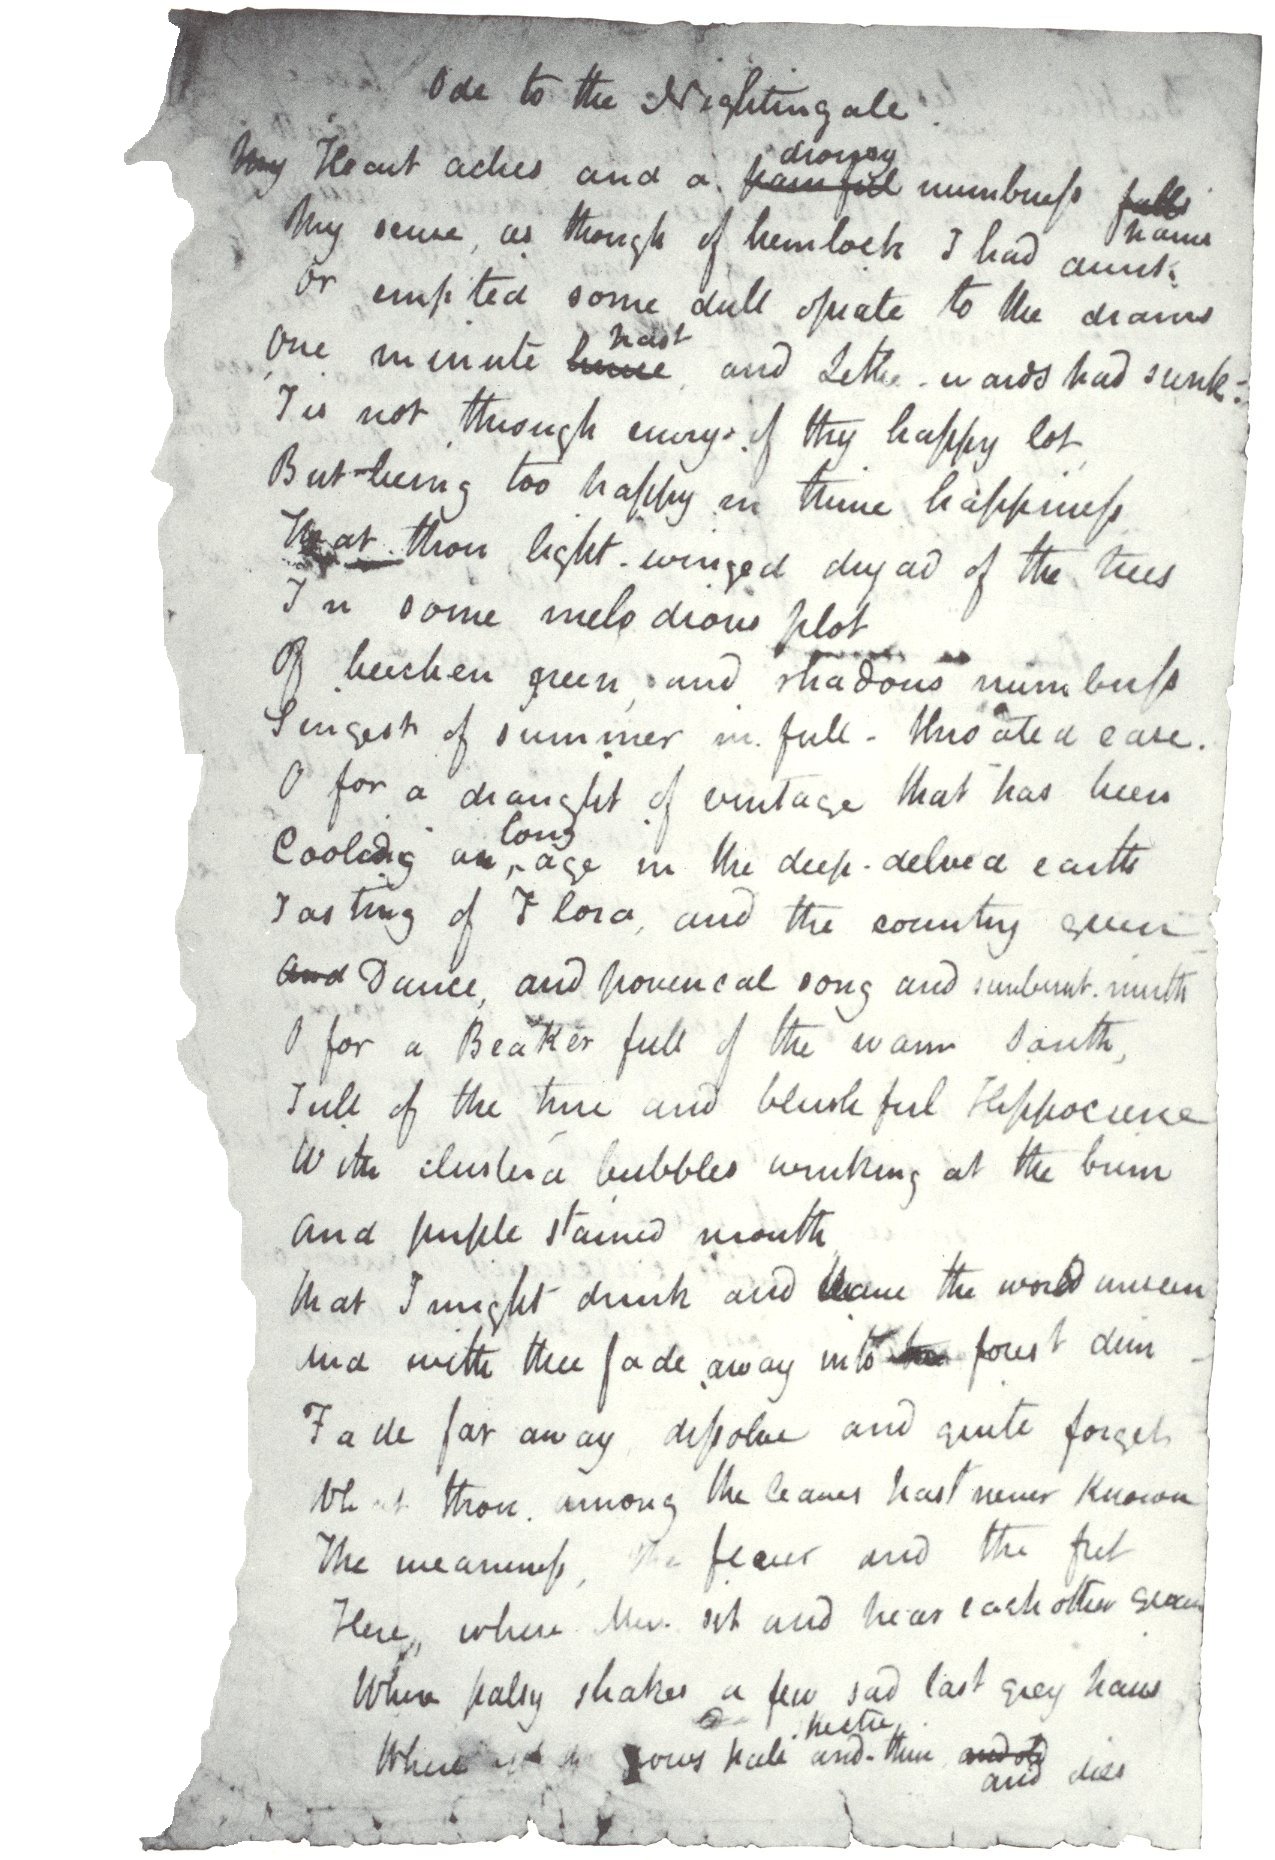 Ode to the Nightingale.
My Heart aches and a painful drowsy numbness falls pains
My sense, as though of hemlock I had drunk
Or emptied some dull opiate to the drains
One minute hence past and Lethe-wards had sunk.
Tis not through envy of thy happy lot
But being too happy in thine happiness
That thou light-winged dryad of the trees
In some melodious plot
Of beechen green, and shadows numberless
Singest of summer in full-throated ease.
O for a draught of vintage that has been
Cooling an long age in the deep-delved earth
Tasting of Flora, and the country green
and Dance, and provencal song and sunburnt mirth
O for a Beaker full of the warm South,
Full of the true and blushful Hippocrene
With cluster'd bubbles winking at the brim
And purple stained mouth
That I might drink and leave the world unseen
And with thee fade away into the forest dim
Fade far away, dissolve and quite forget
What thou among the leaves hast never known
The weariness, the fever and the fret
Here, where Men sit and hear each other groan
Where palsy shakes a few sad last grey hairs
Where grows pale and thin and old and dies